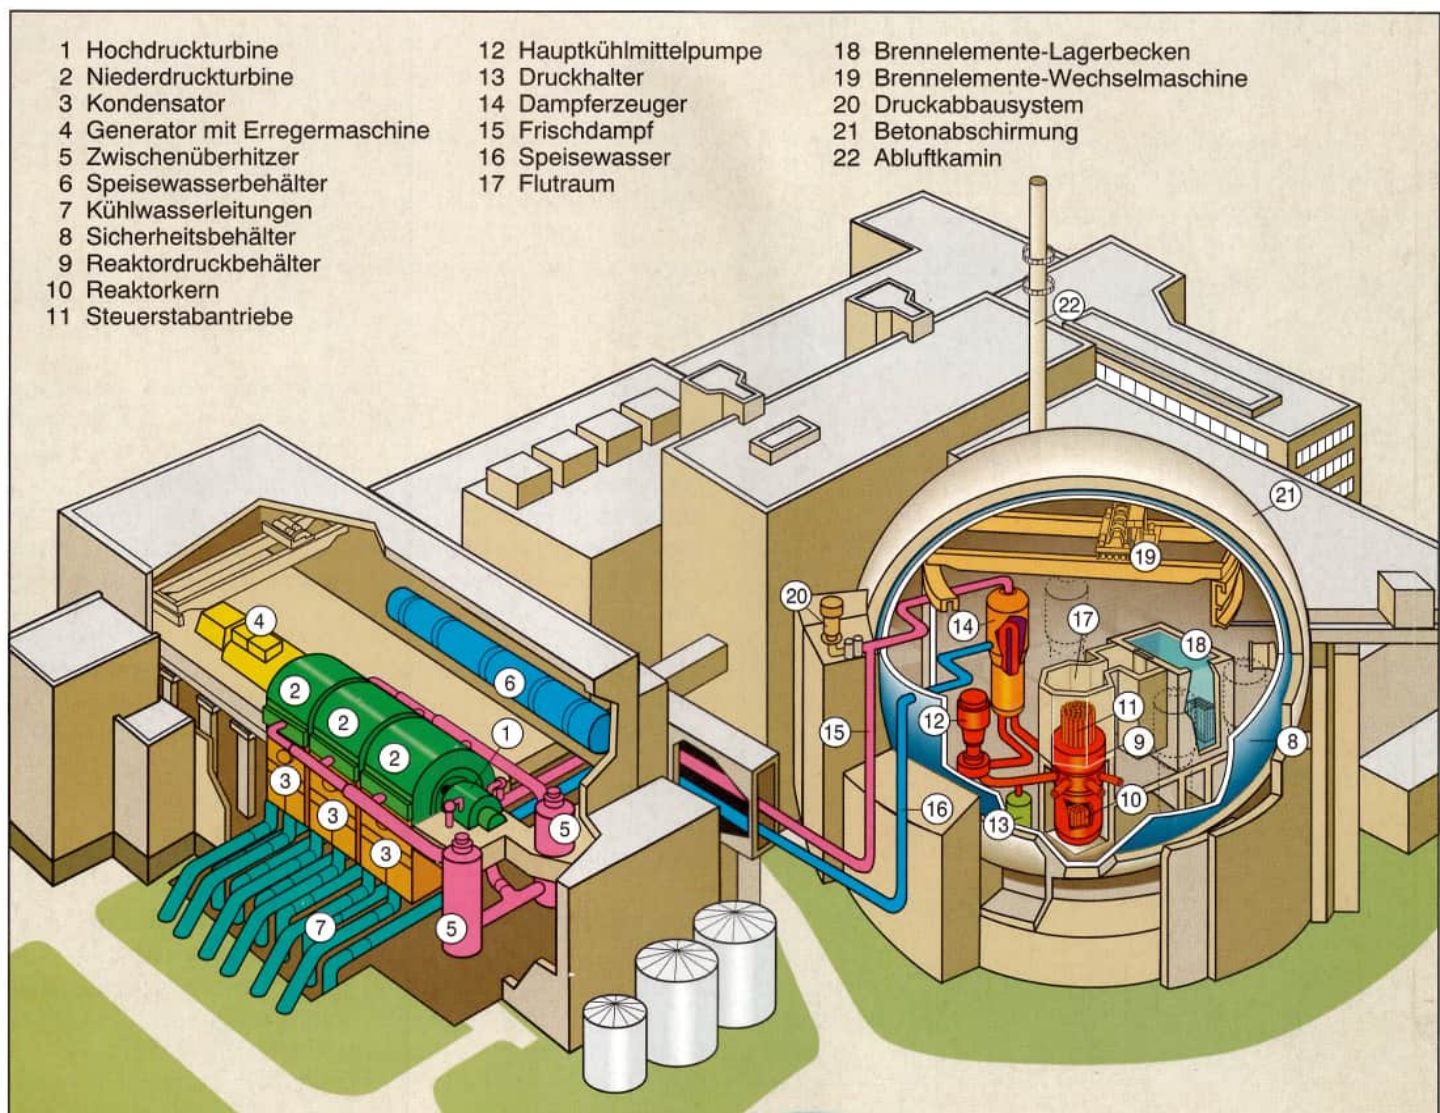 1 Hochdruckturbine
2 Niederdruckturbine
3 Kondensator
4 Generator mit Erregermaschine
5 Zwischenüberhitzer
6 Speisewasserbehälter
7 Kühlwasserleitungen
8 Sicherheitsbehälter
9 Reaktordruckbehälter
10 Reaktorkern
11 Steuerstabantriebe
12 Hauptkühlmittelpumpe
13 Druckhalter
14 Dampferzeuger
15 Frischdampf
16 Speisewasser
17 Flutraum
18 Brennelemente-Lagerbecken
19 Brennelemente-Wechselmaschine
20 Druckabbausystem
21 Betonabschirmung
22 Abluftkamin
22
21
19
20
4
14
17
18
2
6
2
12
11
1
15
9
8
2
3
3
16
10
5
13
3
7
5